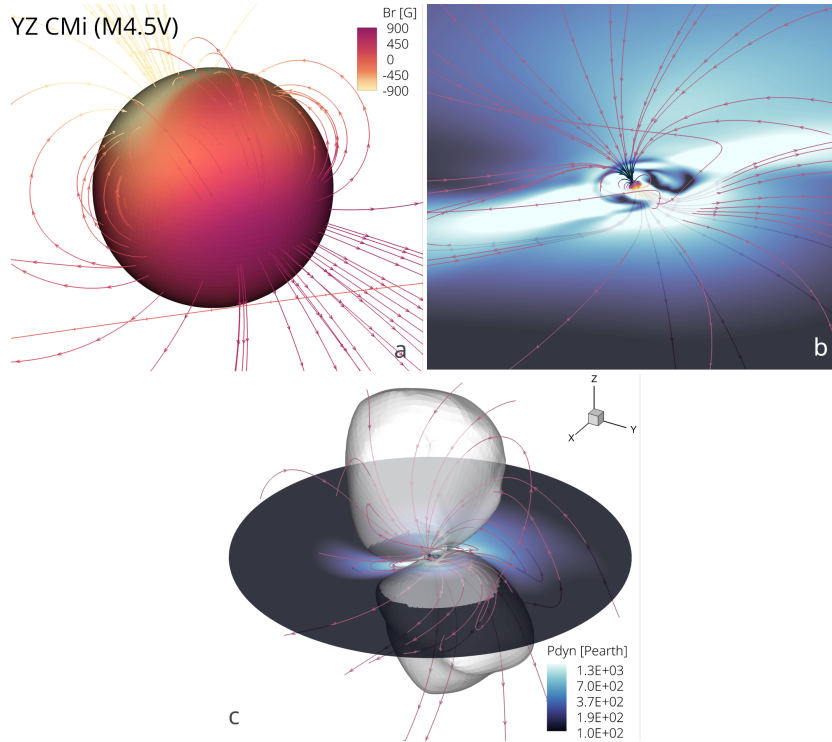 YZ CMi (M4.5V)
Br [G]
900
450
0
-450
-900
a
b
Z
X
Y
Pdyn [Pearth]
1.3E+03
7.0E+02
3.7E+02
1.9E+02
1.0E+02
c